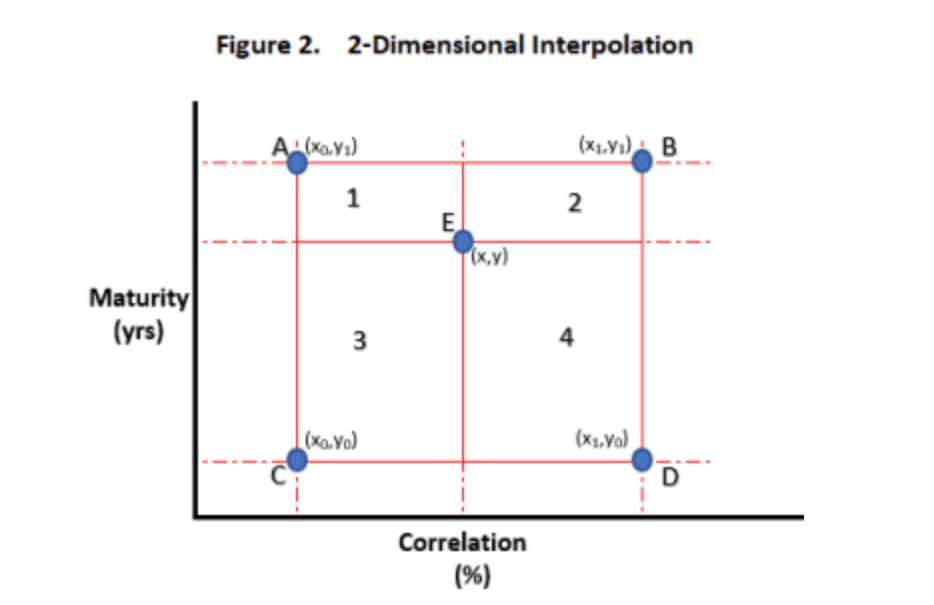 Figure 2. 2-Dimensional Interpolation
A (x₀,y₁) (x₁,y₁) B
1 2
E
(x,y)
Maturity
(yrs)
3 4
(x₀,y₀) (x₁,y₀)
C D
Correlation
(%)